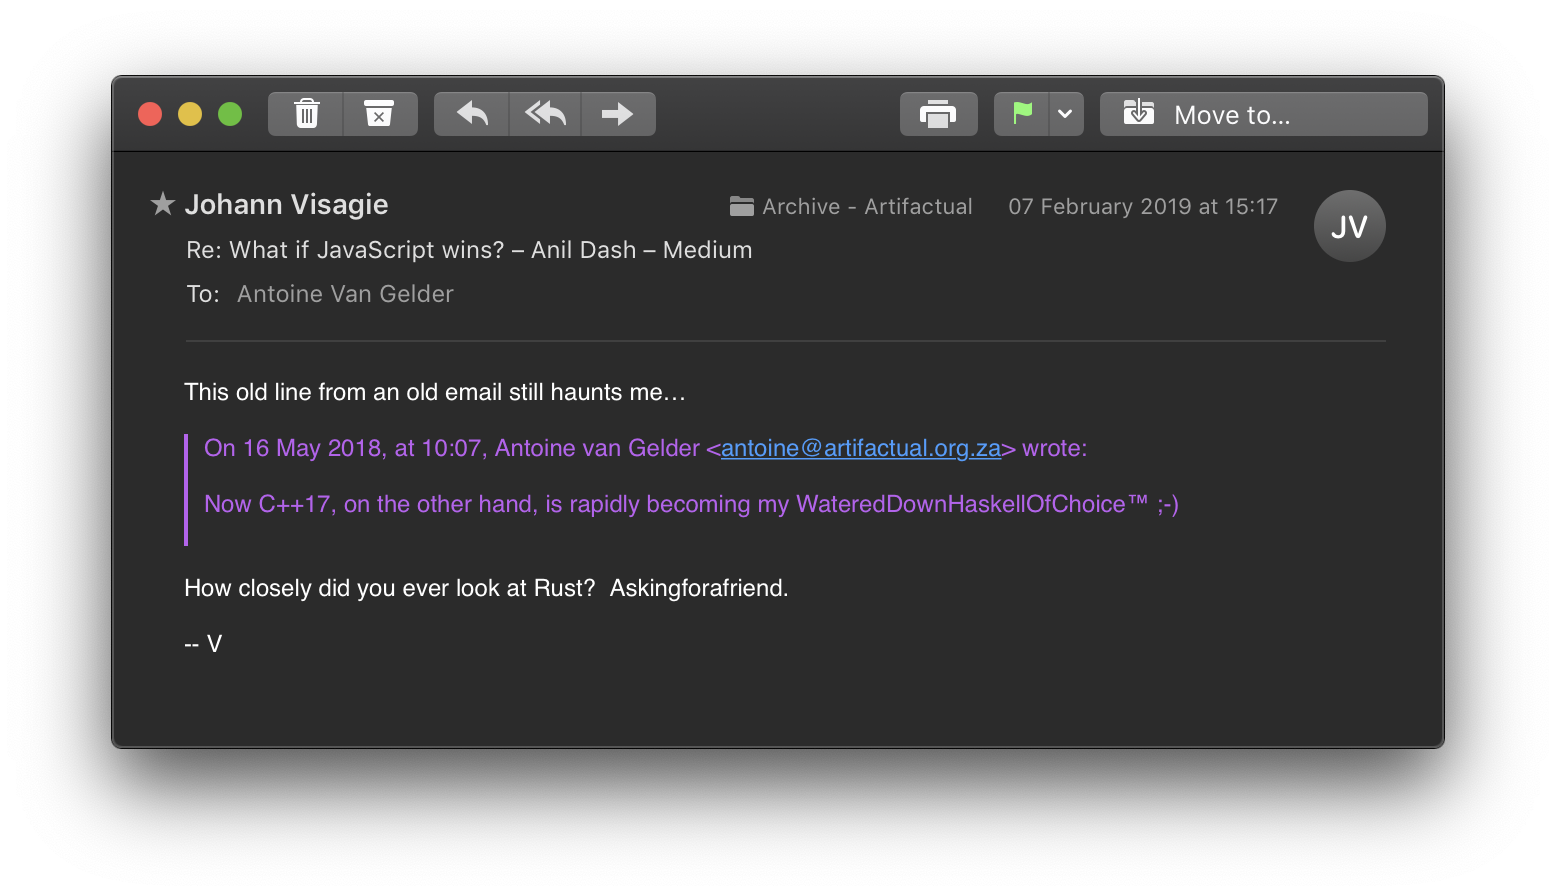 Move to...
Johann Visagie
Archive - Artifactual
07 February 2019 at 15:17
JV
Re: What if JavaScript wins? – Anil Dash – Medium
To: Antoine Van Gelder
This old line from an old email still haunts me…
On 16 May 2018, at 10:07, Antoine van Gelder <antoine@artifactual.org.za> wrote:
Now C++17, on the other hand, is rapidly becoming my WateredDownHaskellOfChoice™ ;-)
How closely did you ever look at Rust?  Askingforafriend.
-- V